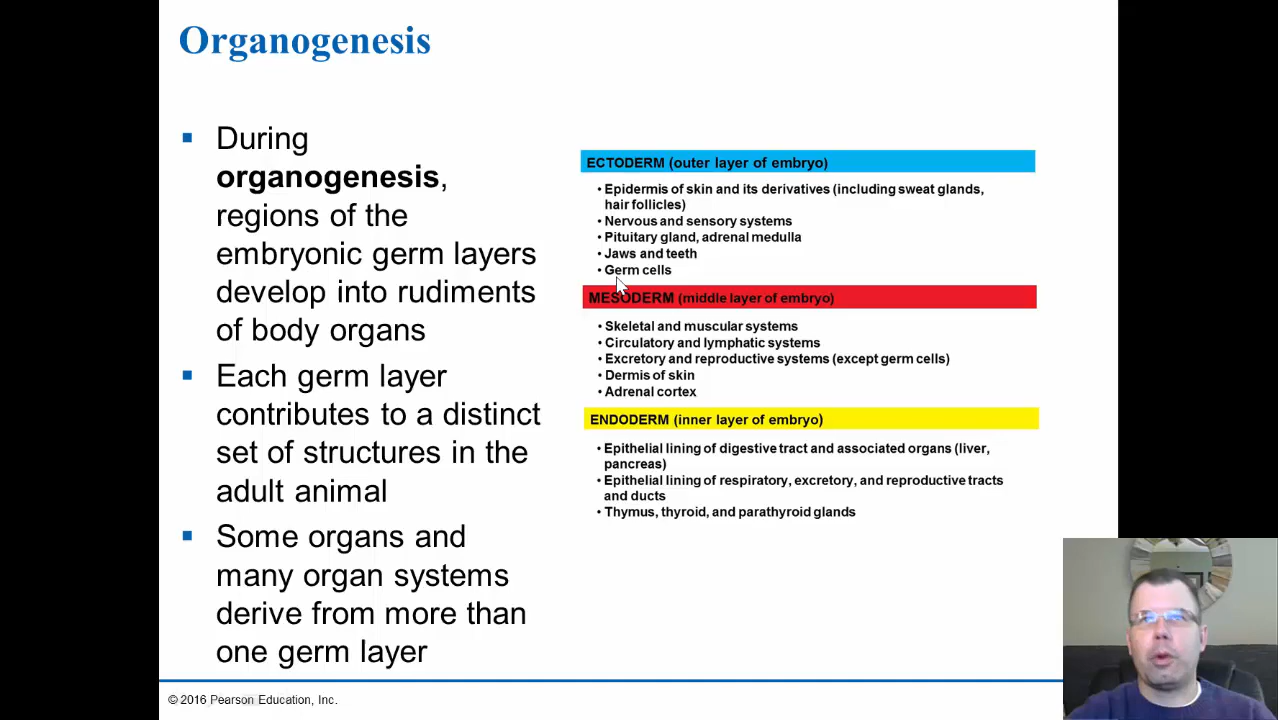 Organogenesis
▪ During
organogenesis,
regions of the
embryonic germ layers
develop into rudiments
of body organs
▪ Each germ layer
contributes to a distinct
set of structures in the
adult animal
▪ Some organs and
many organ systems
derive from more than
one germ layer
ECTODERM (outer layer of embryo)
• Epidermis of skin and its derivatives (including sweat glands,
hair follicles)
• Nervous and sensory systems
• Pituitary gland, adrenal medulla
• Jaws and teeth
• Germ cells
MESODERM (middle layer of embryo)
• Skeletal and muscular systems
• Circulatory and lymphatic systems
• Excretory and reproductive systems (except germ cells)
• Dermis of skin
• Adrenal cortex
ENDODERM (inner layer of embryo)
• Epithelial lining of digestive tract and associated organs (liver,
pancreas)
• Epithelial lining of respiratory, excretory, and reproductive tracts
and ducts
• Thymus, thyroid, and parathyroid glands
© 2016 Pearson Education, Inc.